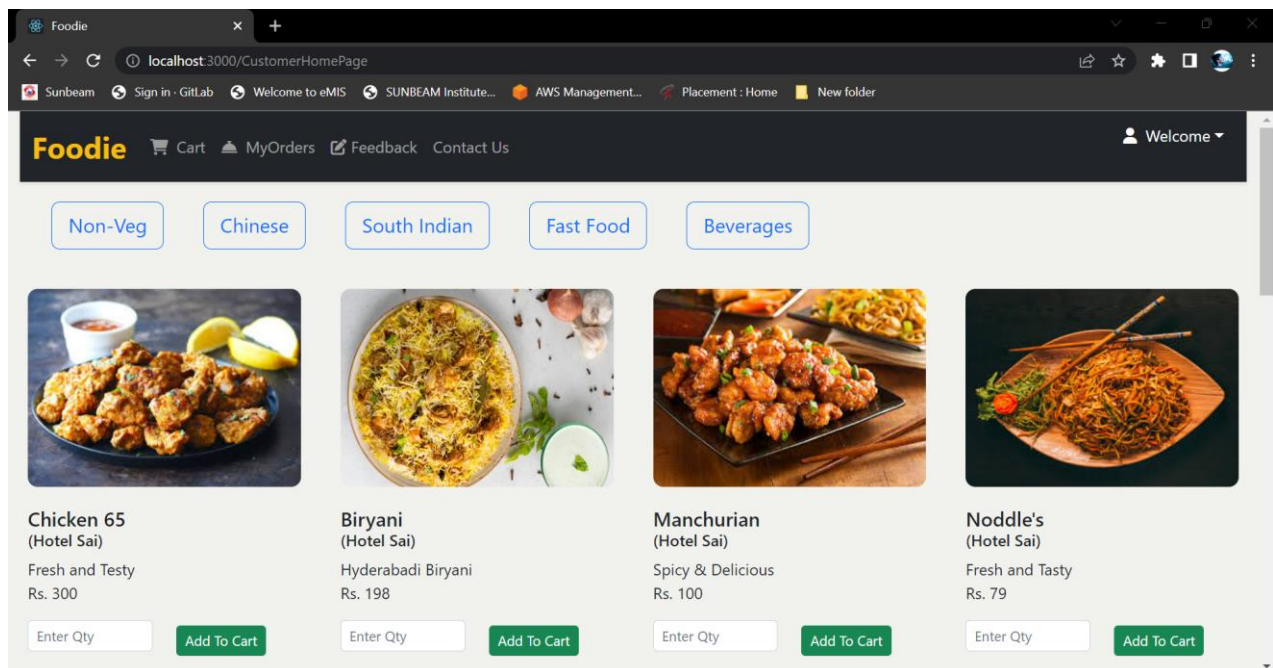 Foodie
localhost:3000/CustomerHomePage
Sunbeam Sign in · GitLab Welcome to eMIS SUNBEAM Institute... AWS Management... Placement : Home New folder
Foodie Cart MyOrders Feedback Contact Us Welcome
Non-Veg Chinese South Indian Fast Food Beverages
Chicken 65 Biryani Manchurian Noddle's
(Hotel Sai) (Hotel Sai) (Hotel Sai) (Hotel Sai)
Fresh and Testy Hyderabadi Biryani Spicy & Delicious Fresh and Tasty
Rs. 300 Rs. 198 Rs. 100 Rs. 79
Enter Qty Add To Cart Enter Qty Add To Cart Enter Qty Add To Cart Enter Qty Add To Cart